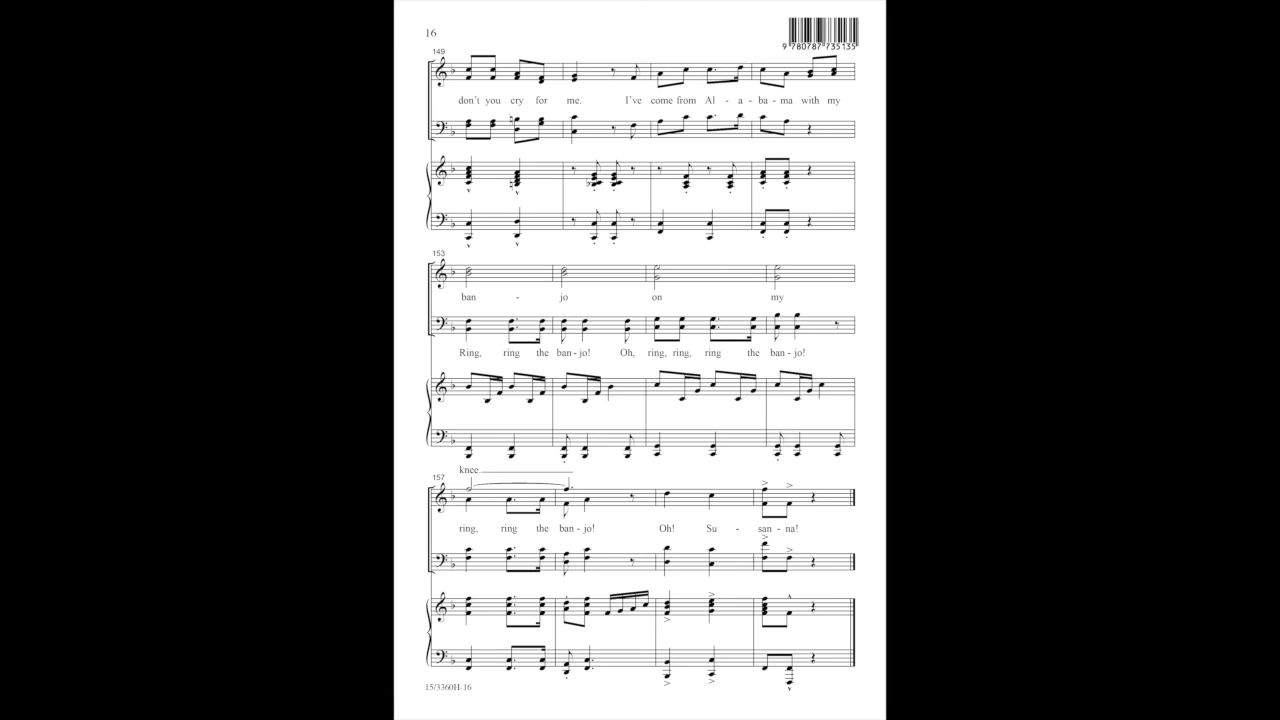 16
9 780787 735135
149
don't you cry for me. I've come from Al - a - ba - ma with my
153
ban - jo on my
Ring, ring the ban - jo! Oh, ring, ring, ring the ban - jo!
knee
157
ring, ring the ban - jo! Oh! Su - san - na!
15/3360H-16